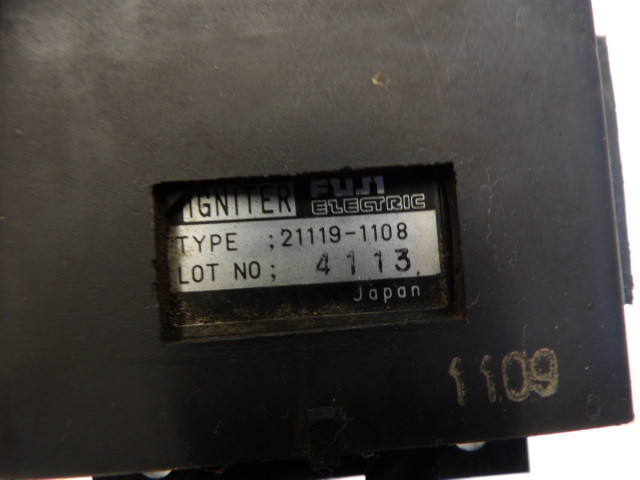 IGNITER FUJI ELECTRIC
TYPE ; 21119-1108
LOT NO ; 4113
Japan
1109